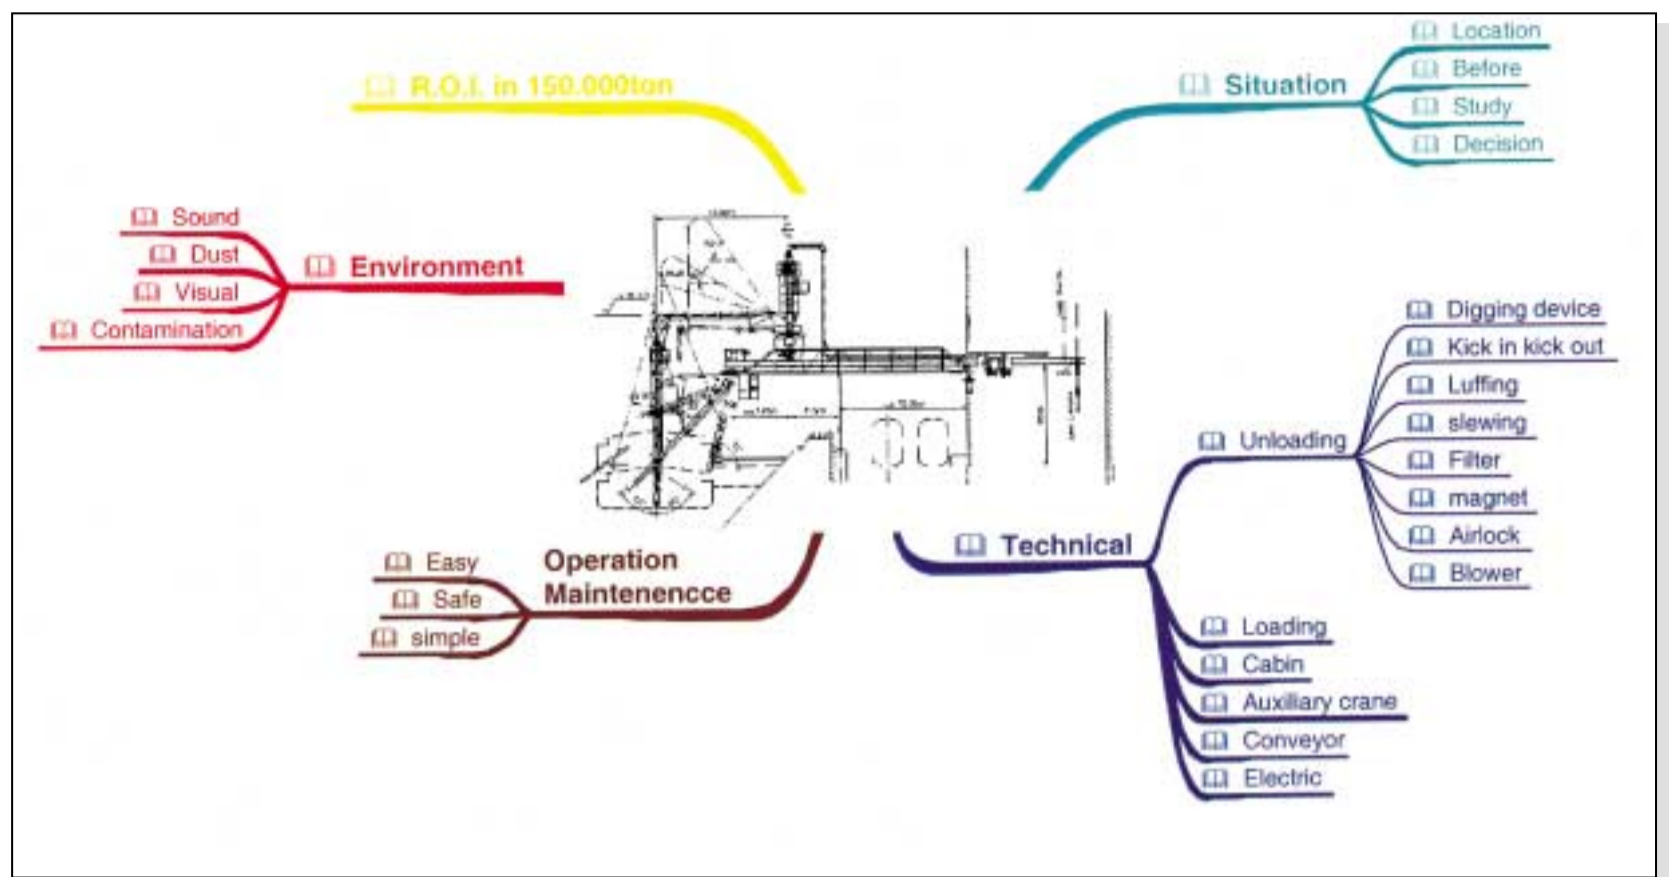 R.O.I. in 150.000ton
Situation
Location
Before
Study
Decision
Sound
Dust
Visual
Contamination
Environment
Digging device
Kick in kick out
Luffing
slewing
Filter
magnet
Airlock
Blower
Unloading
Technical
Loading
Cabin
Auxiliary crane
Conveyor
Electric
Easy
Safe
simple
Operation
Maintenencce